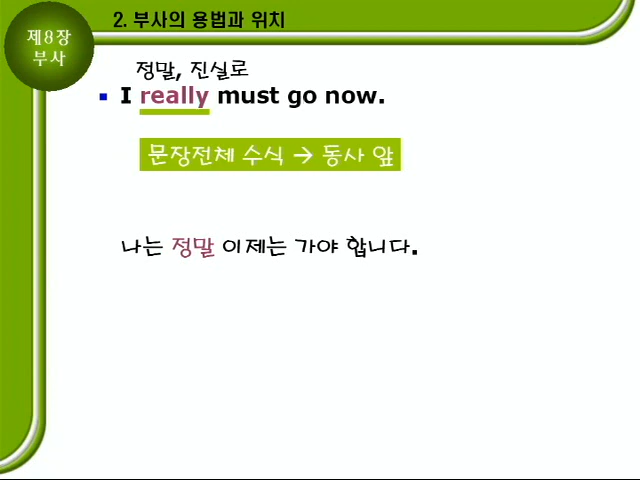 제8장
부사
2. 부사의 용법과 위치
정말, 진실로
I really must go now.
문장전체 수식 → 동사 앞
나는 정말 이제는 가야 합니다.